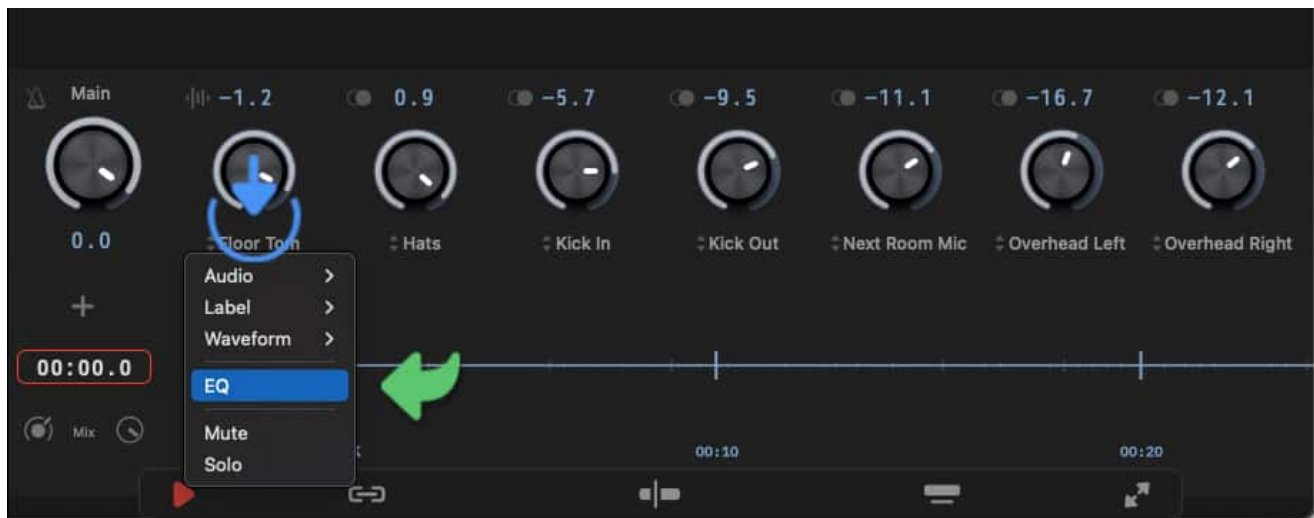 Main
-1.2
0.9
-5.7
-9.5
-11.1
-16.7
-12.1
0.0
Floor Tom
Hats
Kick In
Kick Out
Next Room Mic
Overhead Left
Overhead Right
Audio
Label
Waveform
00:00.0
EQ
Mix
Mute
Solo
00:10
00:20